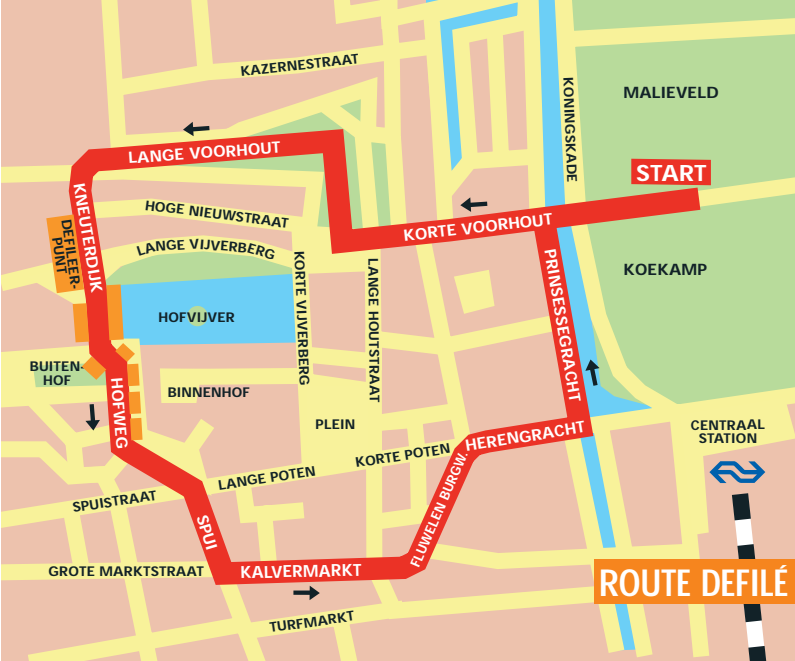 KAZERNESTRAAT
KONINGSKADE
MALIEVELD
LANGE VOORHOUT
START
KNEUTERDIJK
HOGE NIEUWSTRAAT
KORTE VOORHOUT
DEFILEER-
PUNT
LANGE VIJVERBERG
KORTE VIJVERBERG
LANGE HOUTSTRAAT
PRINSESSEGRACHT
KOEKAMP
HOFVIJVER
BUITEN-
HOF
HOFWEG
BINNENHOF
PLEIN
HERENGRACHT
CENTRAAL
STATION
KORTE POTEN
LANGE POTEN
FLUWELEN BURGW.
SPUISTRAAT
SPUI
GROTE MARKTSTRAAT
KALVERMARKT
ROUTE DEFILÉ
TURFMARKT